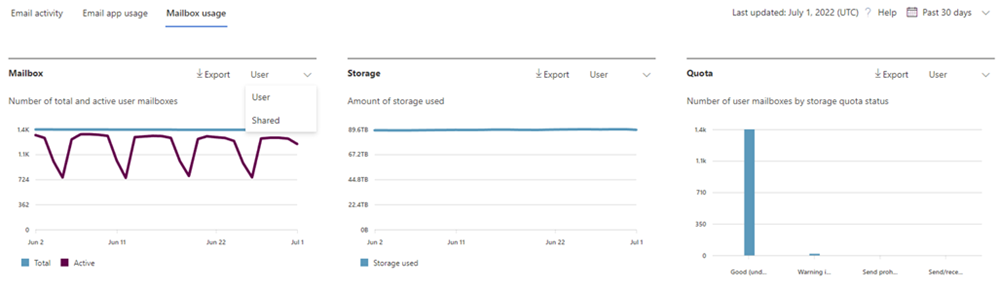 Email activity Email app usage Mailbox usage Last updated: July 1, 2022 (UTC) ? Help Past 30 days
Mailbox Export User
User
Shared
Number of total and active user mailboxes
1.4K
1.1K
724
362
0
Jun 2 Jun 11 Jun 22 Jul 1
Total Active
Storage Export User
Amount of storage used
89.6TB
67.2TB
44.8TB
22.4TB
0B
Jun 2 Jun 11 Jun 22 Jul 1
Storage used
Quota Export User
Number of user mailboxes by storage quota status
1.4k
1.1k
710
350
0
Good (und... Warning i... Send proh... Send/rece...